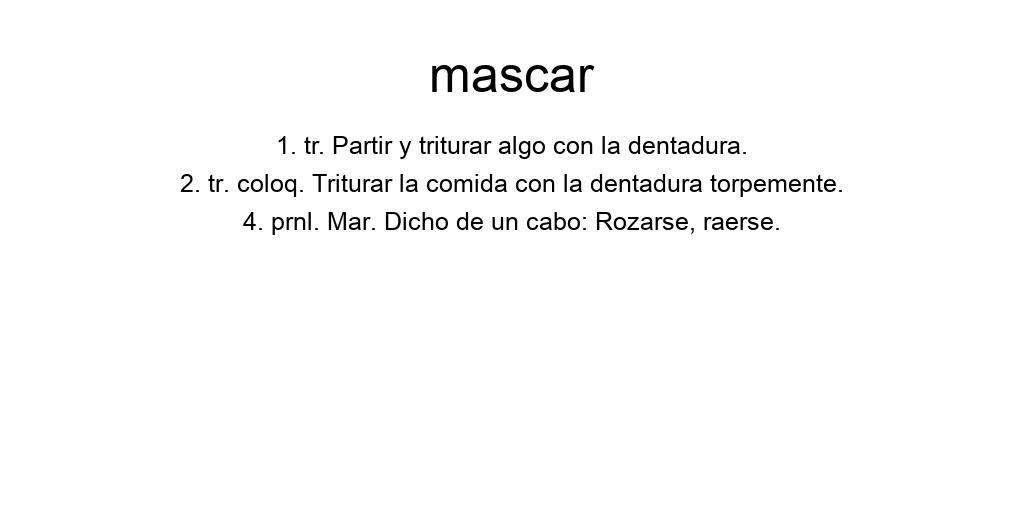 mascar
1. tr. Partir y triturar algo con la dentadura.
2. tr. coloq. Triturar la comida con la dentadura torpemente.
4. prnl. Mar. Dicho de un cabo: Rozarse, raerse.